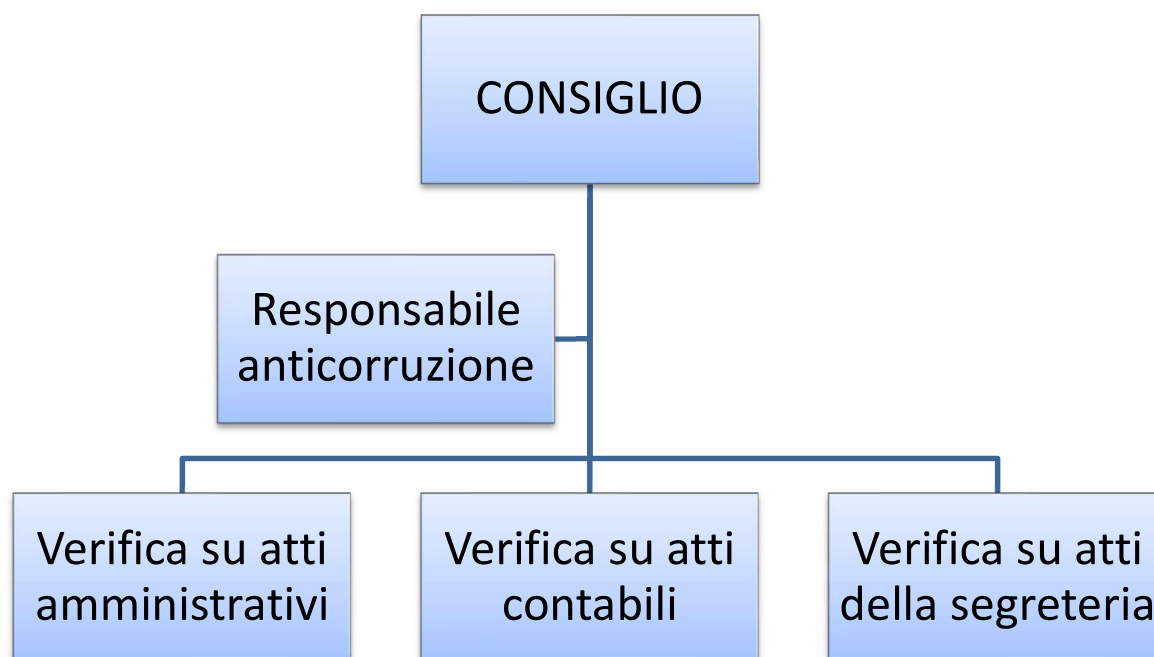 CONSIGLIO
Responsabile
anticorruzione
Verifica su atti
amministrativi
Verifica su atti
contabili
Verifica su atti
della segreteria